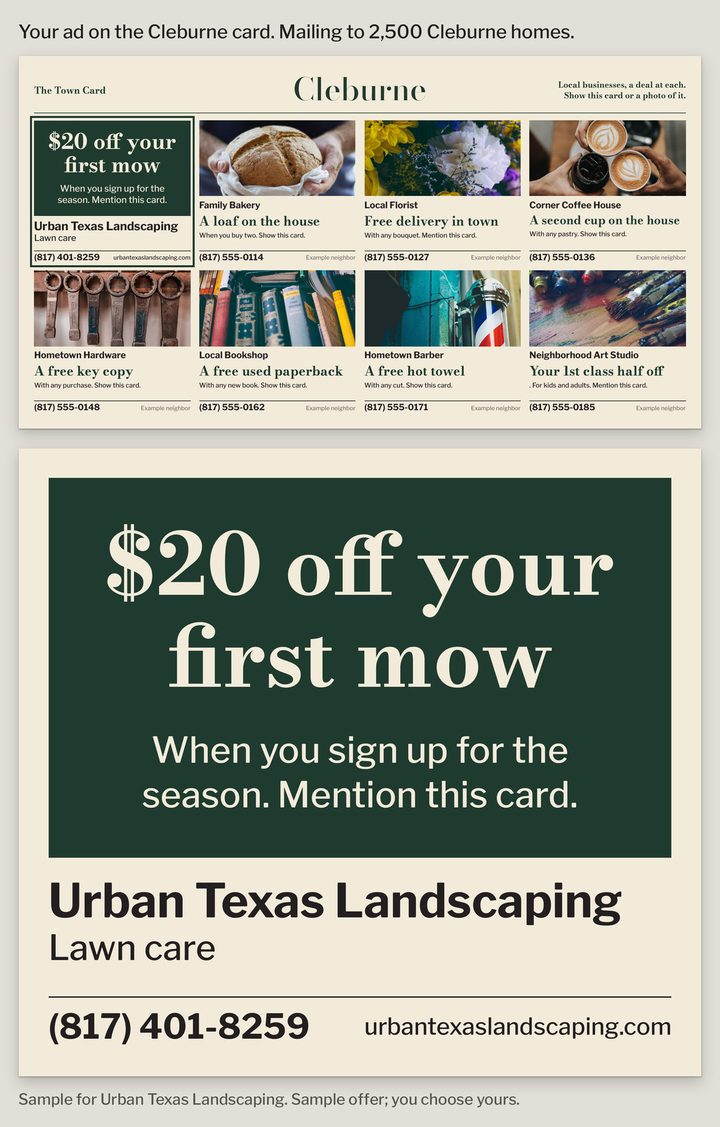 Your ad on the Cleburne card. Mailing to 2,500 Cleburne homes.
The Town Card
Cleburne
Local businesses, a deal at each.
Show this card or a photo of it.
$20 off your
first mow
When you sign up for the
season. Mention this card.
Urban Texas Landscaping
Lawn care
(817) 401-8259
urbantexaslandscaping.com
Family Bakery
A loaf on the house
When you buy two. Show this card.
(817) 555-0114
Example neighbor
Local Florist
Free delivery in town
With any bouquet. Mention this card.
(817) 555-0127
Example neighbor
Corner Coffee House
A second cup on the house
With any pastry. Show this card.
(817) 555-0136
Example neighbor
Hometown Hardware
A free key copy
With any purchase. Show this card.
(817) 555-0148
Example neighbor
Local Bookshop
A free used paperback
With any new book. Show this card.
(817) 555-0162
Example neighbor
Hometown Barber
A free hot towel
With any cut. Show this card.
(817) 555-0171
Example neighbor
Neighborhood Art Studio
Your 1st class half off
. For kids and adults. Mention this card.
(817) 555-0185
Example neighbor
$20 off your
first mow
When you sign up for the
season. Mention this card.
Urban Texas Landscaping
Lawn care
(817) 401-8259
urbantexaslandscaping.com
Sample for Urban Texas Landscaping. Sample offer; you choose yours.